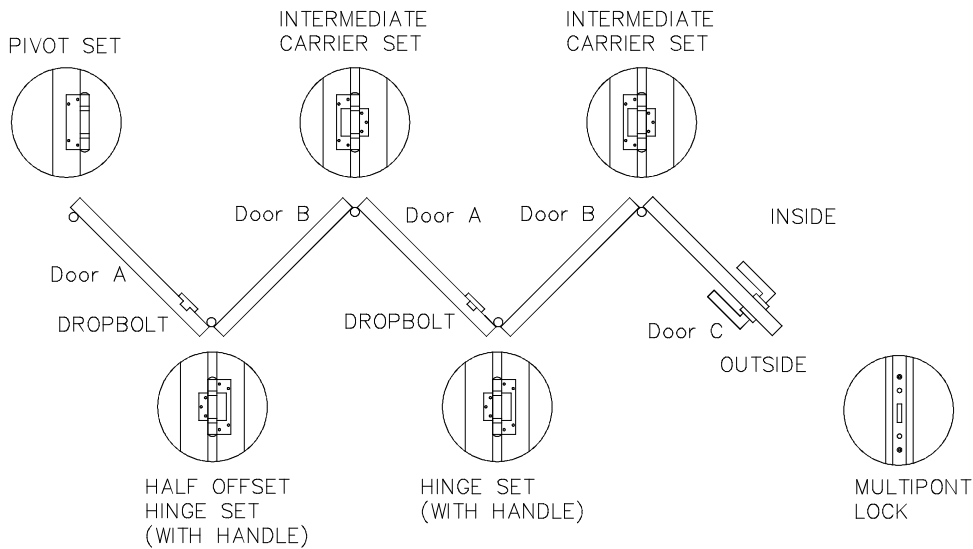 PIVOT SET
INTERMEDIATE
CARRIER SET
INTERMEDIATE
CARRIER SET
Door A
Door B
Door A
Door B
INSIDE
DROPBOLT
DROPBOLT
Door C
OUTSIDE
HALF OFFSET
HINGE SET
(WITH HANDLE)
HINGE SET
(WITH HANDLE)
MULTIPONT
LOCK